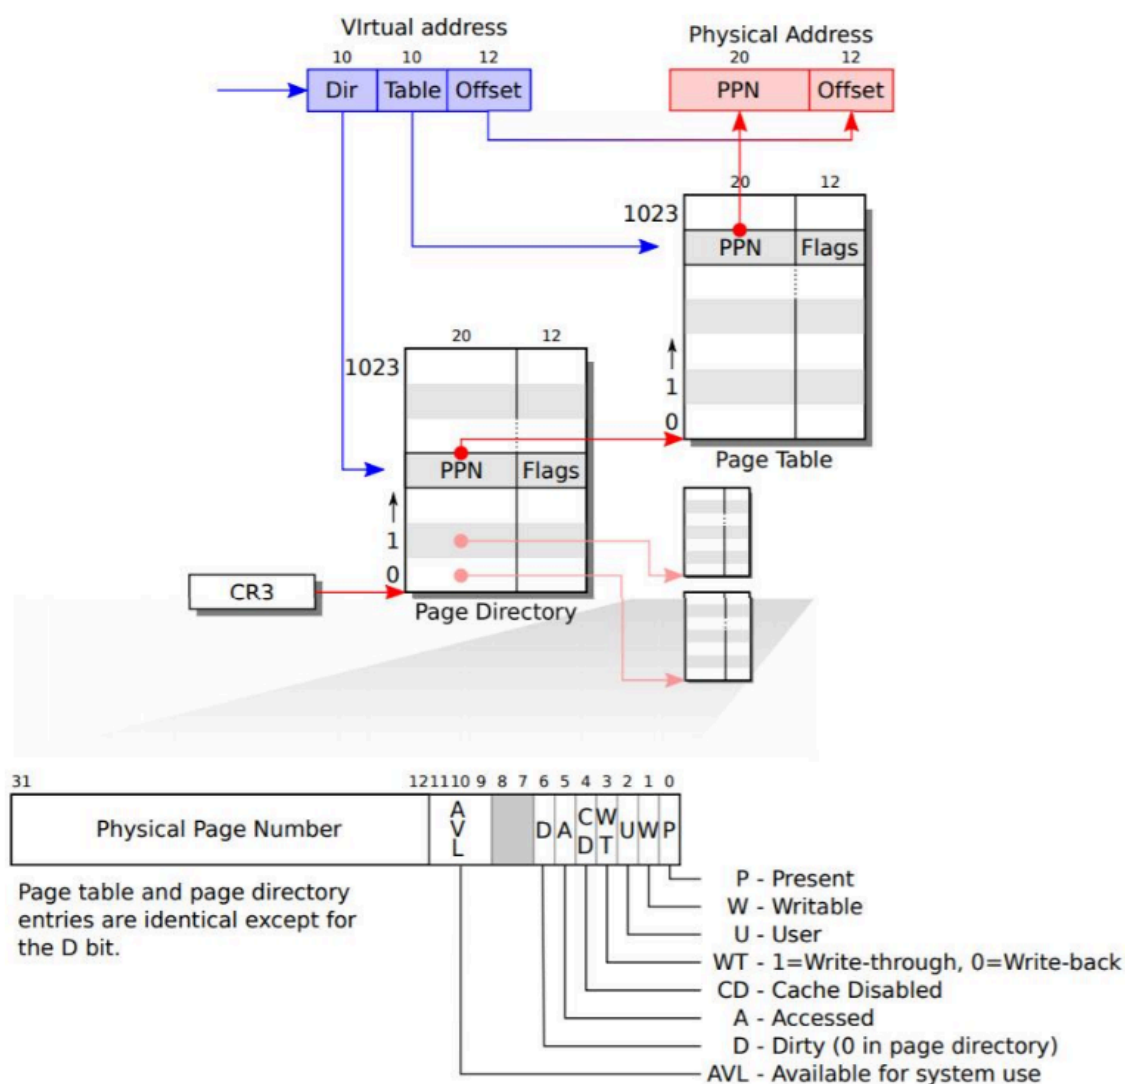 VIrtual address
10 10 12
Dir Table Offset
Physical Address
20 12
PPN Offset
20 12
1023
PPN Flags
1
0
Page Table
20 12
1023
PPN Flags
1
0
Page Directory
CR3
31 12 11 10 9 8 7 6 5 4 3 2 1 0
Physical Page Number AVL D A CD WT U W P
Page table and page directory
entries are identical except for
the D bit.
P - Present
W - Writable
U - User
WT - 1=Write-through, 0=Write-back
CD - Cache Disabled
A - Accessed
D - Dirty (0 in page directory)
AVL - Available for system use